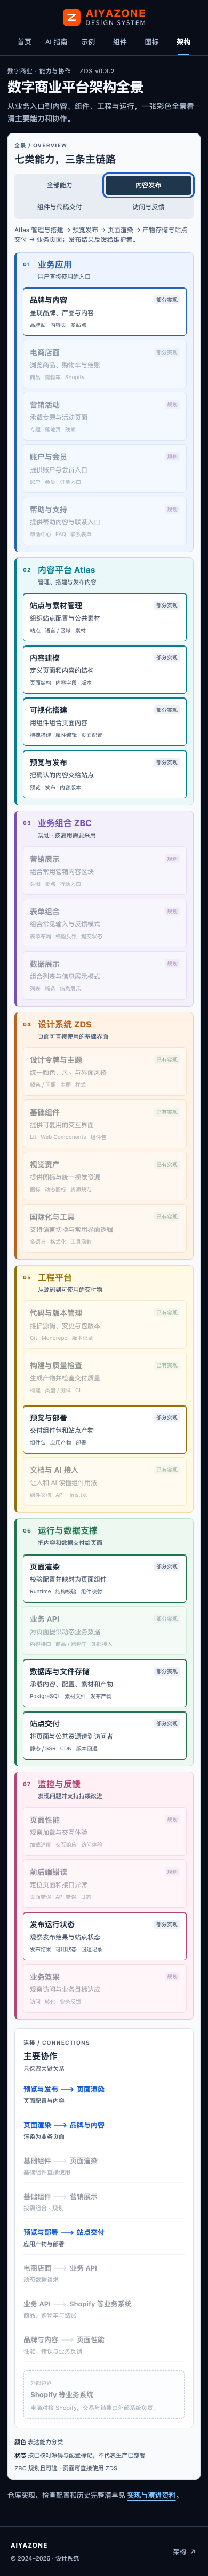 AIYAZONE
DESIGN SYSTEM
首页 AI 指南 示例 组件 图标 架构
数字商业 · 能力与协作 ZDS v0.3.2
数字商业平台架构全景
从业务入口到内容、组件、工程与运行，一张彩色全景看清主要能力和协作。
全景 / OVERVIEW
七类能力，三条主链路
全部能力 内容发布
组件与代码交付 访问与反馈
Atlas 管理与搭建 → 预览发布 → 页面渲染 → 产物存储与站点交付 → 业务页面；发布结果反馈给维护者。
01 业务应用
用户直接使用的入口
品牌与内容 部分实现
呈现品牌、产品与内容
品牌站 内容页 多站点
电商店面 部分实现
浏览商品、购物车与结账
商品 购物车 Shopify
营销活动 规划
承载专题与活动页面
专题 落地页 线索
账户与会员 规划
提供账户与会员入口
账户 会员 订单入口
帮助与支持 规划
提供帮助内容与联系入口
帮助中心 FAQ 联系表单
02 内容平台 Atlas
管理、搭建与发布内容
站点与素材管理 部分实现
组织站点配置与公共素材
站点 语言 / 区域 素材
内容建模 部分实现
定义页面和内容的结构
页面结构 内容字段 版本
可视化搭建 部分实现
用组件组合页面内容
拖拽搭建 属性编辑 页面配置
预览与发布 部分实现
把确认的内容交给站点
预览 发布 内容版本
03 业务组合 ZBC
规划 · 按复用需要采用
营销展示 规划
组合常用营销内容区块
头图 卖点 行动入口
表单组合 规划
组合常见输入与反馈模式
表单布局 校验反馈 提交状态
数据展示 规划
组合列表与信息展示模式
列表 筛选 信息展示
04 设计系统 ZDS
页面可直接使用的基础界面
设计令牌与主题 已有实现
统一颜色、尺寸与界面风格
颜色 / 间距 主题 样式
基础组件 已有实现
提供可复用的交互界面
Lit Web Components 组件包
视觉资产 已有实现
提供图标与统一视觉资源
图标 动态图标 资源规范
国际化与工具 已有实现
支持语言切换与常用界面逻辑
多语言 格式化 工具函数
05 工程平台
从源码到可使用的交付物
代码与版本管理 已有实现
维护源码、变更与包版本
Git Monorepo 版本记录
构建与质量检查 已有实现
生成产物并检查交付质量
构建 类型 / 测试 CI
预览与部署 部分实现
交付组件包和站点产物
组件包 应用产物 部署
文档与 AI 接入 已有实现
让人和 AI 读懂组件用法
组件文档 API llms.txt
06 运行与数据支撑
把内容和数据交付给页面
页面渲染 部分实现
校验配置并映射为页面组件
Runtime 结构校验 组件映射
业务 API 部分实现
为页面提供动态业务数据
内容接口 商品 / 购物车 外部接入
数据库与文件存储 部分实现
承载内容、配置、素材和产物
PostgreSQL 素材文件 发布产物
站点交付 部分实现
将页面与公共资源送到访问者
静态 / SSR CDN 版本回退
07 监控与反馈
发现问题并支持持续改进
页面性能 规划
观察加载与交互体验
加载速度 交互响应 访问体验
前后端错误 规划
定位页面和接口异常
页面错误 API 错误 日志
发布运行状态 部分实现
观察发布结果与站点状态
发布结果 可用状态 回退记录
业务效果 规划
观察访问与业务目标达成
访问 转化 业务反馈
连接 / CONNECTIONS
主要协作
只保留关键关系
预览与发布 ⟶ 页面渲染
页面配置与内容
页面渲染 ⟶ 品牌与内容
渲染为业务页面
基础组件 ⟶ 页面渲染
基础组件直接使用
基础组件 ⟶ 营销展示
按需组合 · 规划
预览与部署 ⟶ 站点交付
应用产物与部署
电商店面 ⟶ 业务 API
动态数据请求
业务 API ⟶ Shopify 等业务系统
商品、购物车与结账
品牌与内容 ⟶ 页面性能
性能、错误与业务反馈
外部边界
Shopify 等业务系统
电商对接 Shopify，交易与结账由外部系统负责。
颜色 表达能力分类
状态 按已核对源码与配置标记，不代表生产已部署
ZBC 规划且可选 · 页面可直接使用 ZDS
仓库实现、检查配置和历史完整清单见 实现与演进资料。
AIYAZONE 架构 ↗
© 2024–2026 · 设计系统